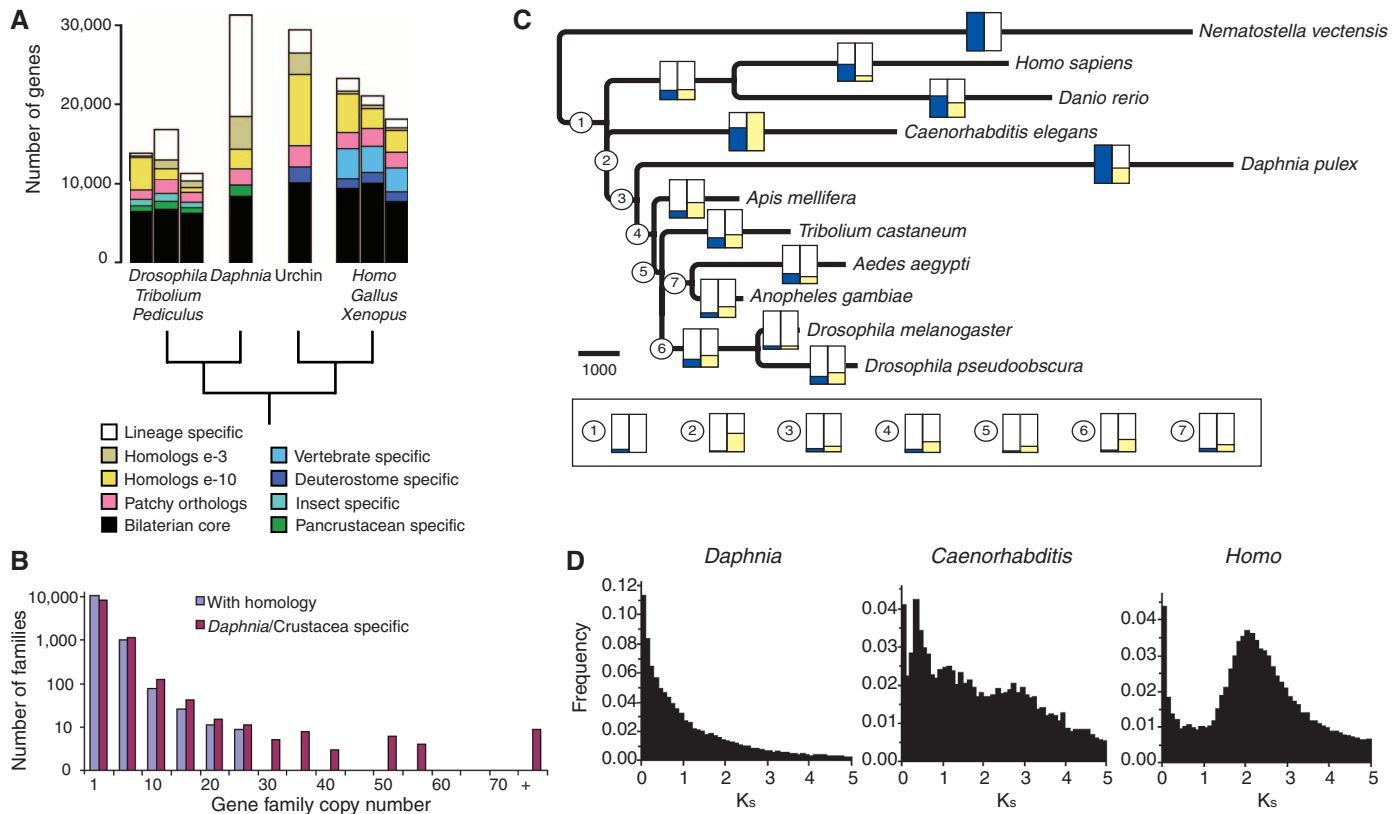 A
Number of genes
30,000
20,000
10,000
0
Drosophila
Tribolium
Pediculus
Daphnia
Urchin
Homo
Gallus
Xenopus
Lineage specific
Homologs e-3
Homologs e-10
Patchy orthologs
Bilaterian core
Vertebrate specific
Deuterostome specific
Insect specific
Pancrustacean specific
B
Number of families
10,000
1,000
100
10
0
With homology
Daphnia/Crustacea specific
1 10 20 30 40 50 60 70 +
Gene family copy number
C
Nematostella vectensis
Homo sapiens
Danio rerio
1
Caenorhabditis elegans
2
Daphnia pulex
3
Apis mellifera
4
Tribolium castaneum
5
Aedes aegypti
7
Anopheles gambiae
Drosophila melanogaster
6
Drosophila pseudoobscura
1000
1 2 3 4 5 6 7
D
Daphnia
Frequency
0.12
0.10
0.08
0.06
0.04
0.02
0.00
0 1 2 3 4 5
Ks
Caenorhabditis
0.04
0.03
0.02
0.01
0.00
0 1 2 3 4 5
Ks
Homo
0.04
0.03
0.02
0.01
0.00
0 1 2 3 4 5
Ks